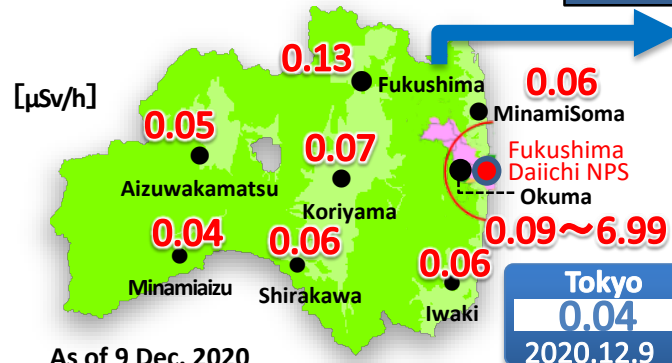 0.13
Fukushima
[μSv/h]
0.06
MinamiSoma
0.05
Aizuwakamatsu
0.07
Koriyama
Fukushima
Daiichi NPS
Okuma
0.09～6.99
0.04
Minamiaizu
0.06
Shirakawa
0.06
Iwaki
Tokyo
0.04
2020.12.9
As of 9 Dec. 2020